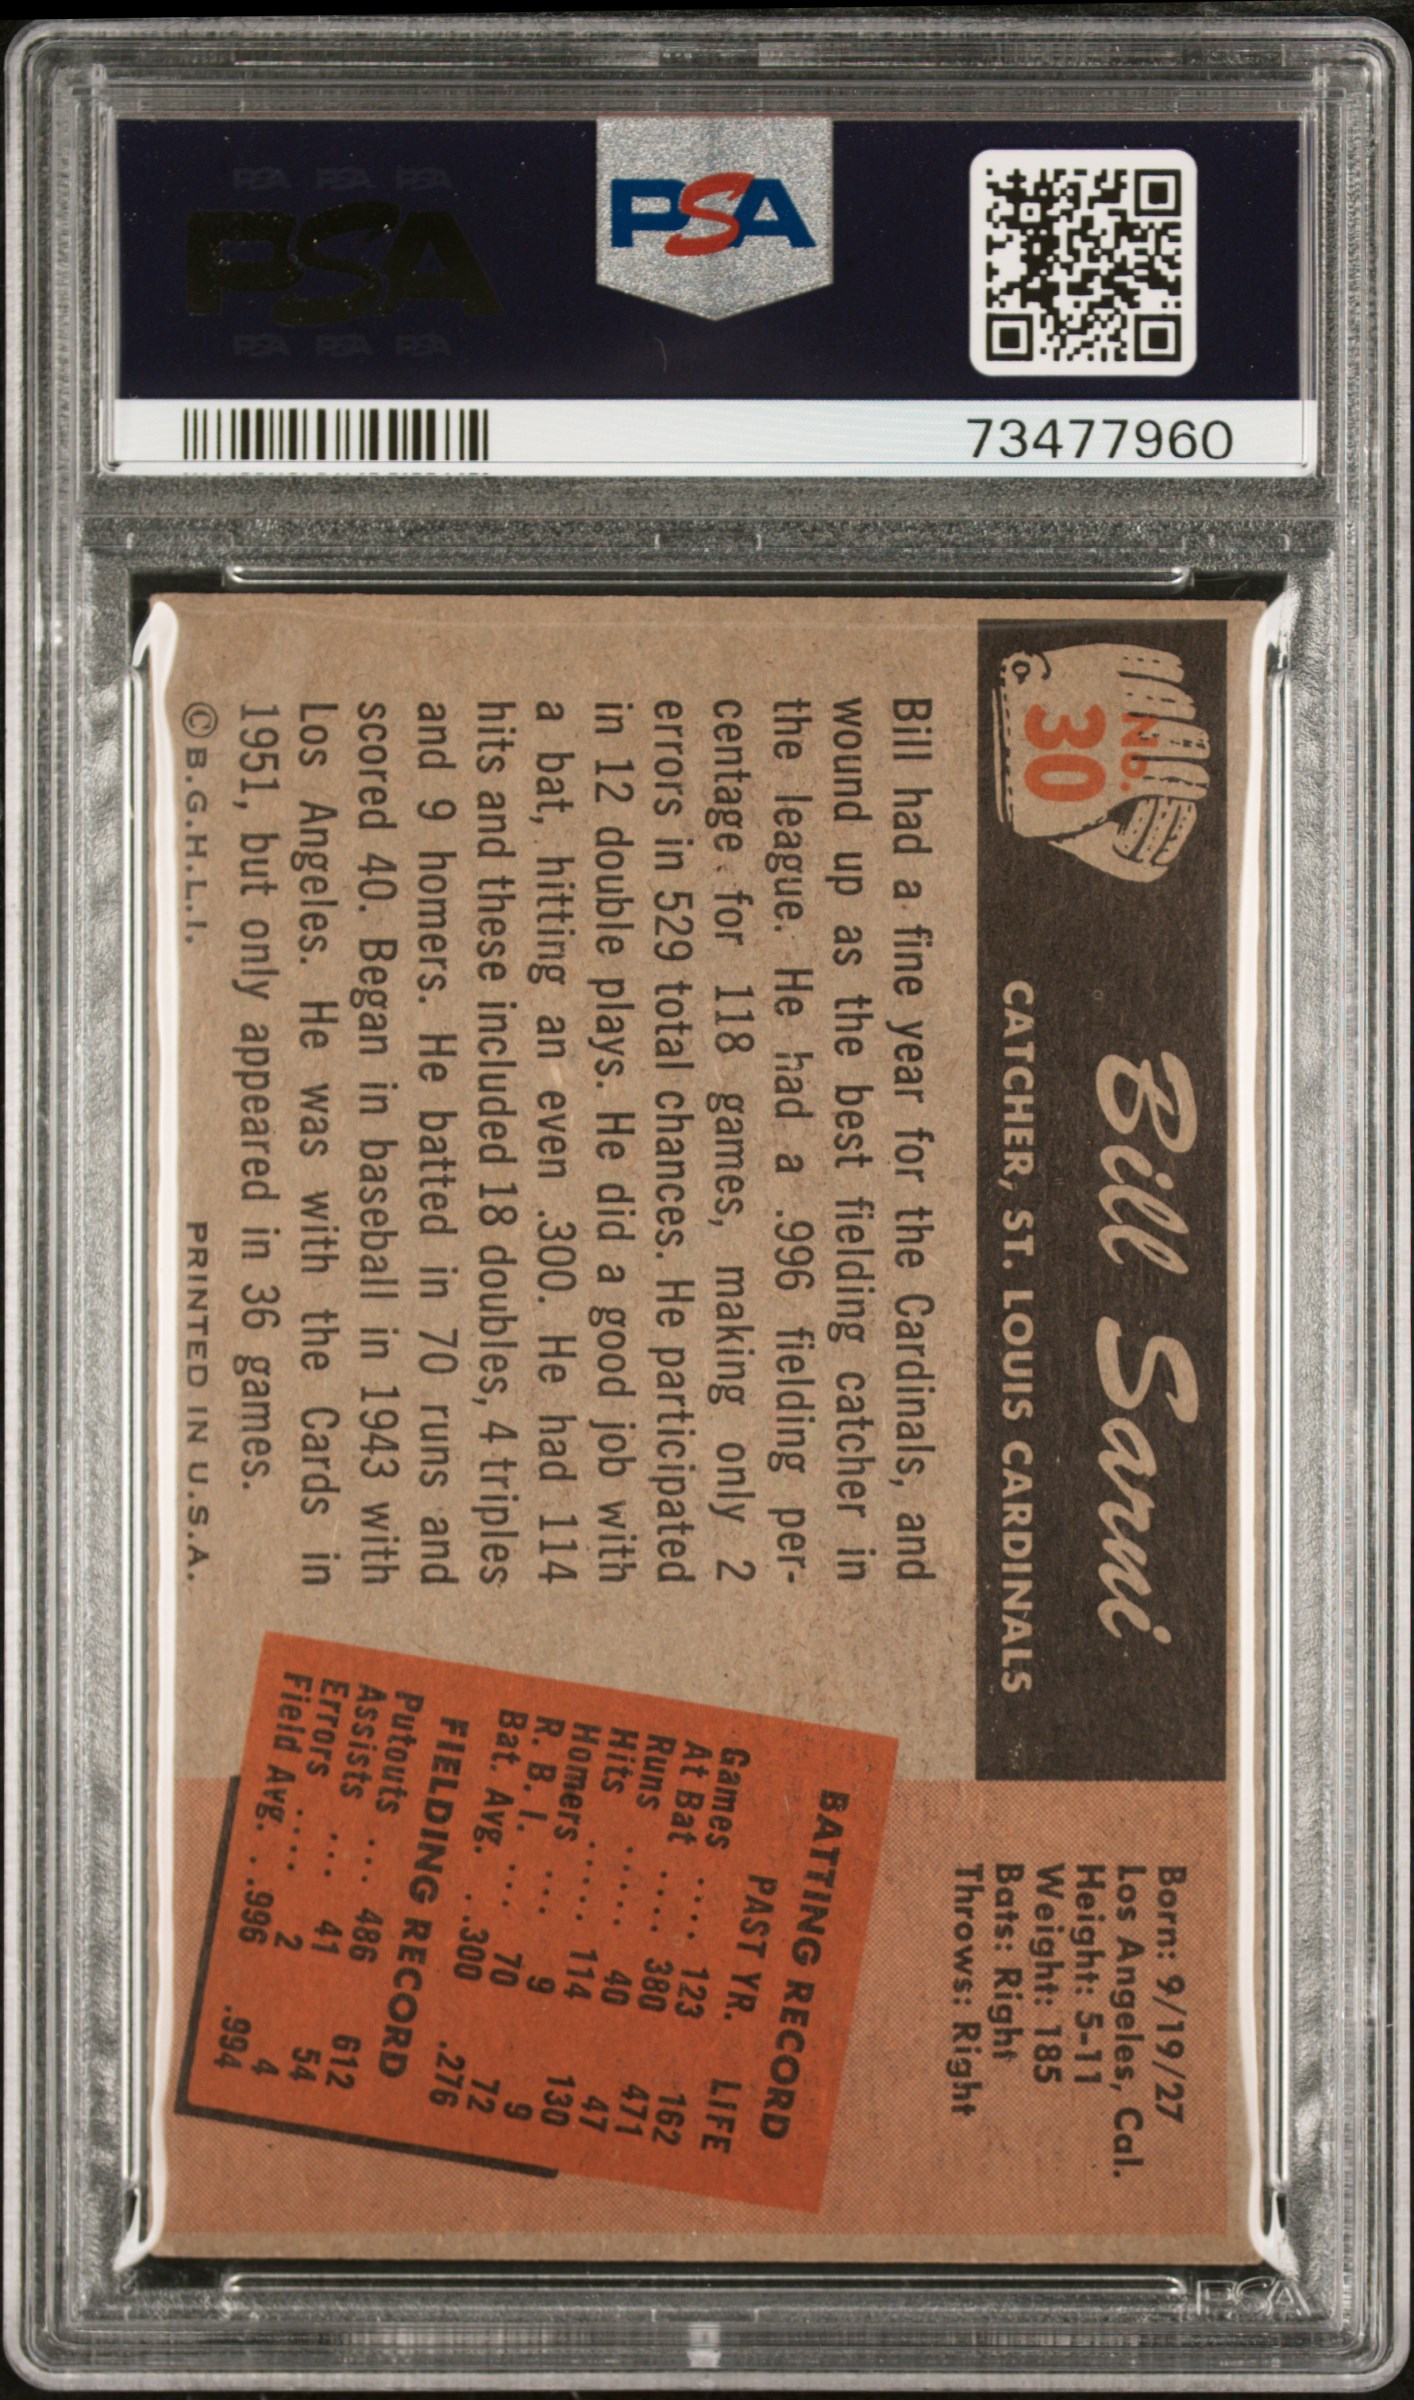 PSA PSA PSA
PSA
PSA PSA PSA
PSA
73477960
No.
30
Bill Sarni
CATCHER, ST. LOUIS CARDINALS
Bill had a fine year for the Cardinals, and
wound up as the best fielding catcher in
the league. He had a .996 fielding per-
centage for 118 games, making only 2
errors in 529 total chances. He participated
in 12 double plays. He did a good job with
a bat, hitting an even .300. He had 114
hits and these included 18 doubles, 4 triples
and 9 homers. He batted in 70 runs and
scored 40. Began in baseball in 1943 with
Los Angeles. He was with the Cards in
1951, but only appeared in 36 games.
© B.G.H.L.I. PRINTED IN U.S.A.
Born: 9/19/27
Los Angeles, Cal.
Height: 5-11
Weight: 185
Bats: Right
Throws: Right
BATTING RECORD
PAST YR. LIFE
Games .... 123 162
At Bat .... 380 471
Runs ..... 40 47
Hits ..... 114 130
Homers ... 9 9
R. B. I. ... 70 72
Bat. Avg. . .300 .276
FIELDING RECORD
Putouts ... 486 612
Assists ... 41 54
Errors .... 2 4
Field Avg. . .996 .994
PSA